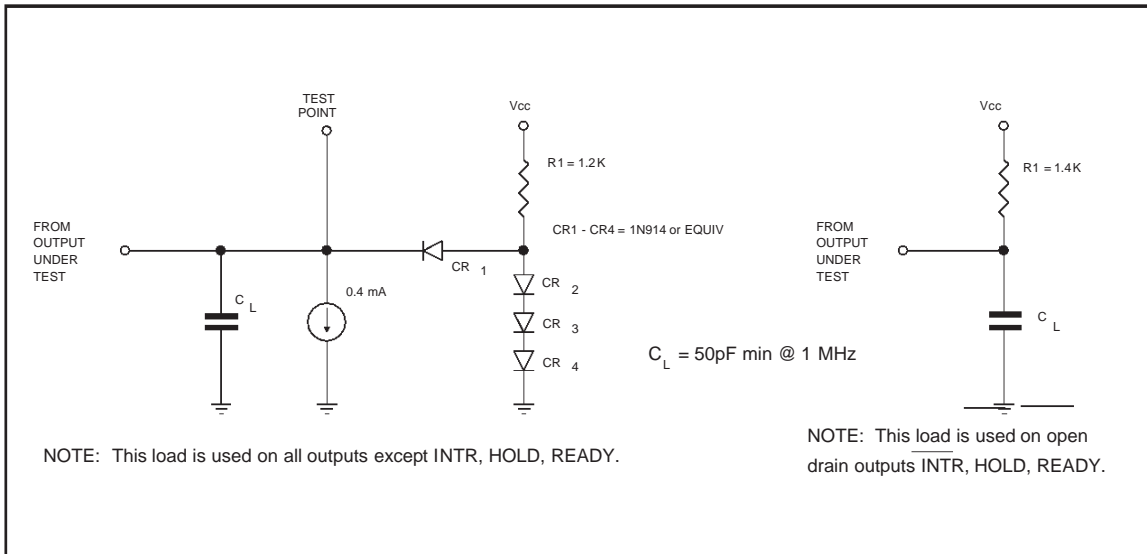 TEST
POINT
Vcc
R1 = 1.2K
FROM
OUTPUT
UNDER
TEST
CR1 - CR4 = 1N914 or EQUIV
CR 1
C L
0.4 mA
CR 2
CR 3
CR 4
C L = 50pF min @ 1 MHz
NOTE: This load is used on all outputs except INTR, HOLD, READY.
Vcc
R1 = 1.4K
FROM
OUTPUT
UNDER
TEST
C L
NOTE: This load is used on open
drain outputs INTR, HOLD, READY.